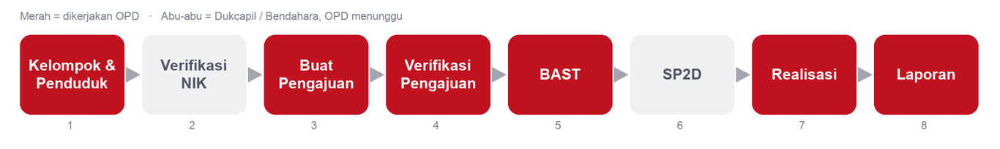 Merah = dikerjakan OPD · Abu-abu = Dukcapil / Bendahara, OPD menunggu
Kelompok &
Penduduk
Verifikasi
NIK
Buat
Pengajuan
Verifikasi
Pengajuan
BAST
SP2D
Realisasi
Laporan
1
2
3
4
5
6
7
8